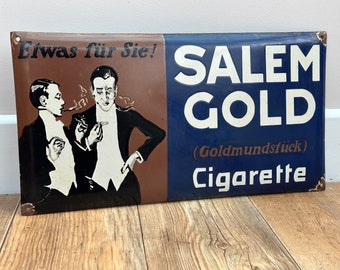 Etwas für Sie!
SALEM
GOLD
(Goldmundstück)
Cigarette